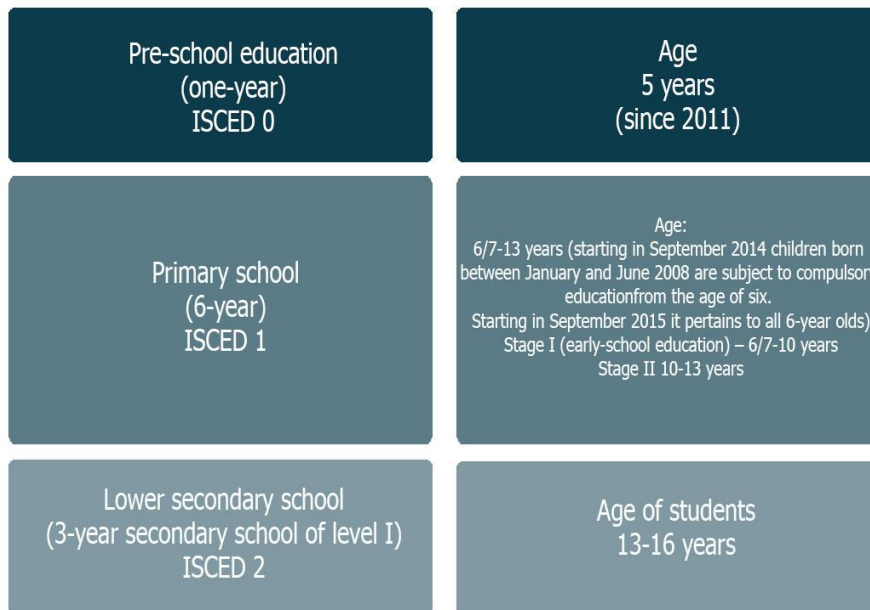 Pre-school education
(one-year)
ISCED 0
Age
5 years
(since 2011)
Primary school
(6-year)
ISCED 1
Age:
6/7-13 years (starting in September 2014 children born
between January and June 2008 are subject to compulsor
educationfrom the age of six.
Starting in September 2015 it pertains to all 6-year olds)
Stage I (early-school education) – 6/7-10 years
Stage II 10-13 years
Lower secondary school
(3-year secondary school of level I)
ISCED 2
Age of students
13-16 years